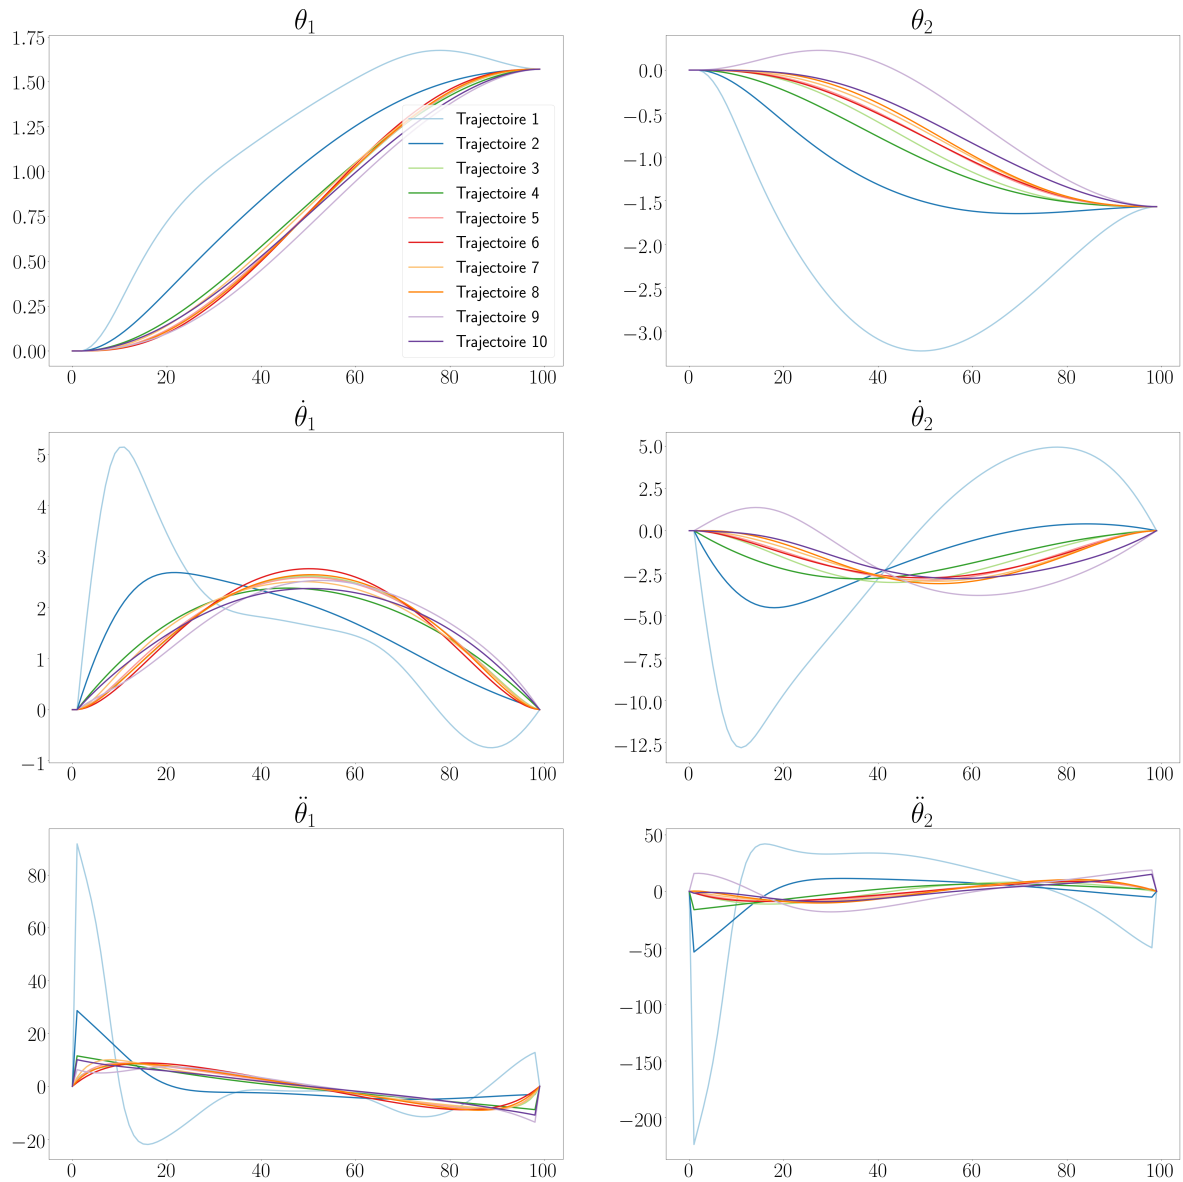 θ₁
1.75
1.50
1.25
1.00
0.75
0.50
0.25
0.00
0 20 40 60 80 100
Trajectoire 1
Trajectoire 2
Trajectoire 3
Trajectoire 4
Trajectoire 5
Trajectoire 6
Trajectoire 7
Trajectoire 8
Trajectoire 9
Trajectoire 10
θ₂
0.0
−0.5
−1.0
−1.5
−2.0
−2.5
−3.0
0 20 40 60 80 100
θ̇₁
5
4
3
2
1
0
−1
0 20 40 60 80 100
θ̇₂
5.0
2.5
0.0
−2.5
−5.0
−7.5
−10.0
−12.5
0 20 40 60 80 100
θ̈₁
80
60
40
20
0
−20
0 20 40 60 80 100
θ̈₂
50
0
−50
−100
−150
−200
0 20 40 60 80 100